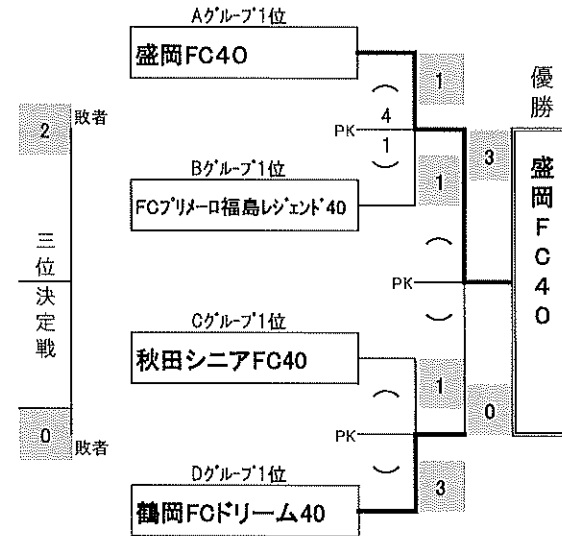 Aグループ1位
盛岡FC40
1
優勝
敗者
2
4
PK
1
3
Bグループ1位
FCプリメーロ福島レジェンド40
1
盛岡FC40
三位決定戦
PK
Cグループ1位
秋田シニアFC40
1
0
0
敗者
PK
Dグループ1位
鶴岡FCドリーム40
3